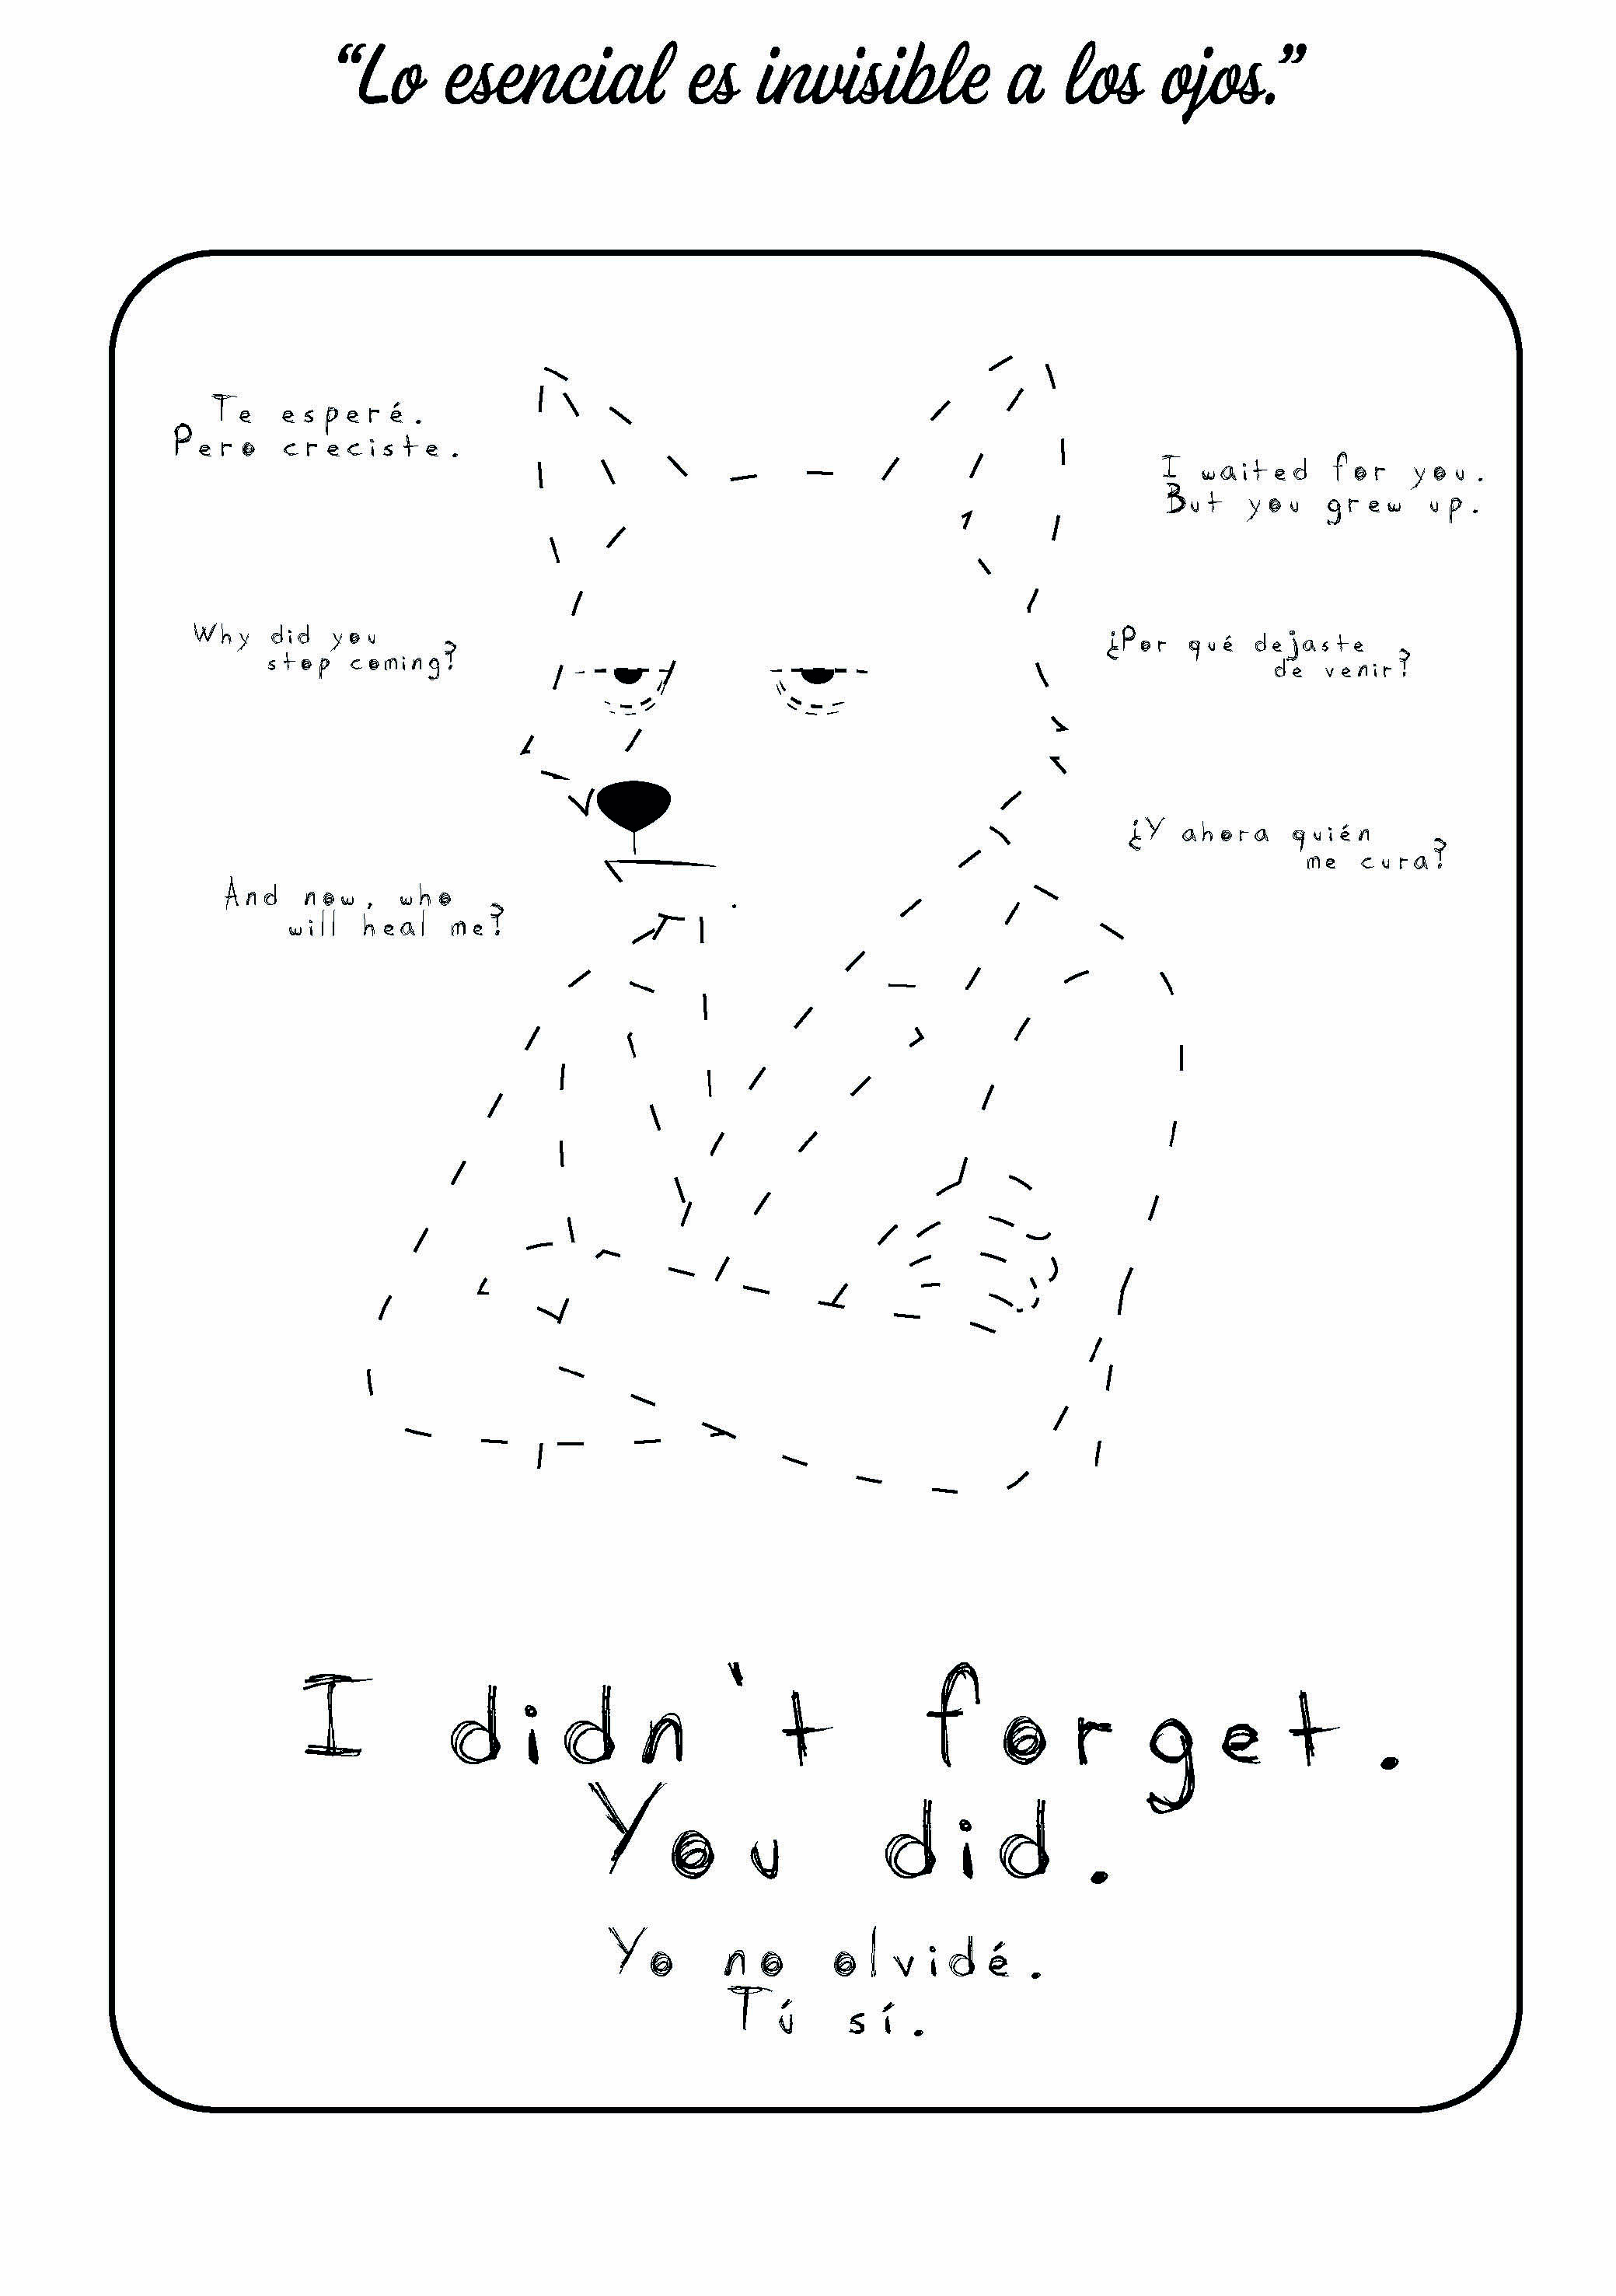 “Lo esencial es invisible a los ojos.”
Te esperé.
Pero creciste.
I waited for you.
But you grew up.
Why did you
stop coming?
¿Por qué dejaste
de venir?
¿Y ahora quién
me cura?
And now, who
will heal me?
I didn`t forget.
You did.
Yo no olvidé.
Tú sí.